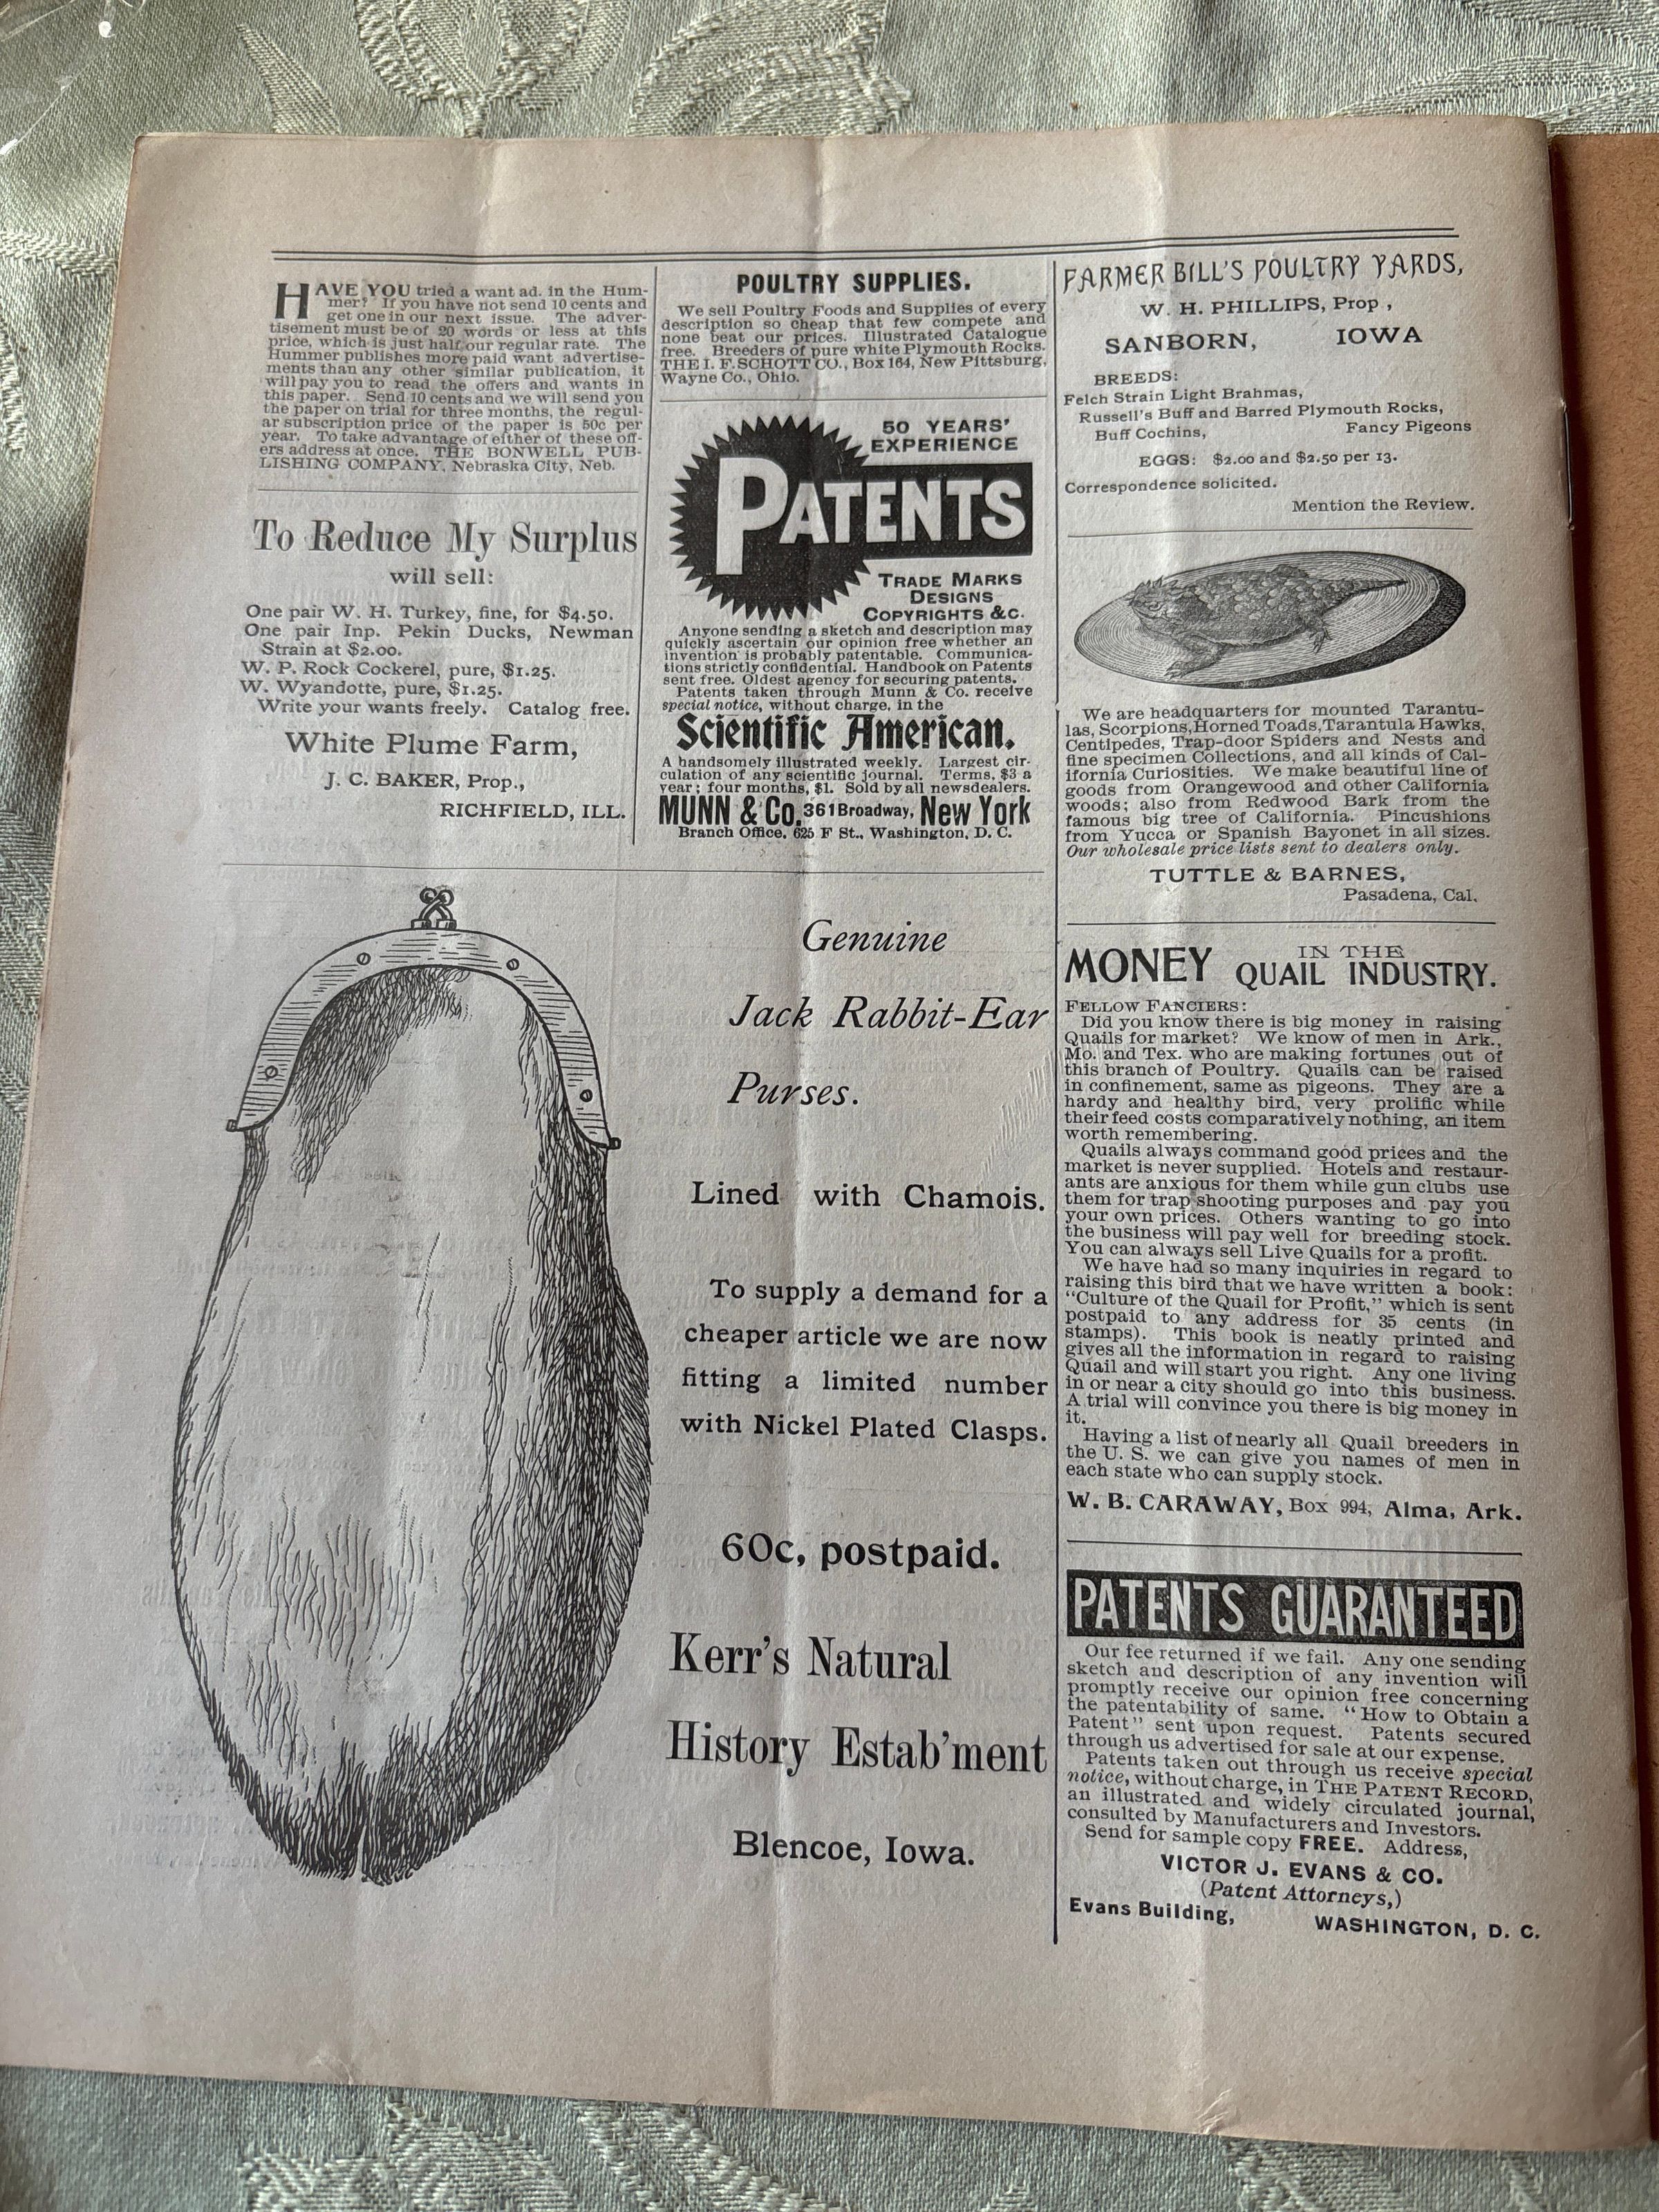 HAVE YOU tried a want ad. in the Hum-
mer? If you have not send 10 cents and
get one in our next issue. The adver-
tisement must be of 20 words or less at this
price, which is just half our regular rate. The
Hummer publishes more paid want advertise-
ments than any other similar publication, it
will pay you to read the offers and wants in
this paper. Send 10 cents and we will send you
the paper on trial for three months, the regul-
ar subscription price of the paper is 50c per
year. To take advantage of either of these off-
ers address at once. THE BONWELL PUB-
LISHING COMPANY, Nebraska City, Neb.
To Reduce My Surplus
will sell:
One pair W. H. Turkey, fine, for $4.50.
One pair Inp. Pekin Ducks, Newman
Strain at $2.00.
W. P. Rock Cockerel, pure, $1.25.
W. Wyandotte, pure, $1.25.
Write your wants freely. Catalog free.
White Plume Farm,
J. C. BAKER, Prop.,
RICHFIELD, ILL.
POULTRY SUPPLIES.
We sell Poultry Foods and Supplies of every
description so cheap that few compete and
none beat our prices. Illustrated Catalogue
free. Breeders of pure white Plymouth Rocks.
THE I. F. SCHOTT CO., Box 164, New Pittsburg,
Wayne Co., Ohio.
50 YEARS'
EXPERIENCE
PATENTS
TRADE MARKS
DESIGNS
COPYRIGHTS &C.
Anyone sending a sketch and description may
quickly ascertain our opinion free whether an
invention is probably patentable. Communica-
tions strictly confidential. Handbook on Patents
sent free. Oldest agency for securing patents.
Patents taken through Munn & Co. receive
special notice, without charge, in the
Scientific American.
A handsomely illustrated weekly. Largest cir-
culation of any scientific journal. Terms, $3 a
year; four months, $1. Sold by all newsdealers.
MUNN & Co. 361 Broadway, New York
Branch Office, 625 F St., Washington, D. C.
Genuine
Jack Rabbit-Ear
Purses.
Lined with Chamois.
To supply a demand for a
cheaper article we are now
fitting a limited number
with Nickel Plated Clasps.
60c, postpaid.
Kerr's Natural
History Estab'ment
Blencoe, Iowa.
FARMER BILL'S POULTRY YARDS,
W. H. PHILLIPS, Prop ,
SANBORN, IOWA
BREEDS:
Felch Strain Light Brahmas,
Russell's Buff and Barred Plymouth Rocks,
Buff Cochins, Fancy Pigeons
EGGS: $2.00 and $2.50 per 13.
Correspondence solicited.
Mention the Review.
We are headquarters for mounted Tarantu-
las, Scorpions, Horned Toads, Tarantula Hawks,
Centipedes, Trap-door Spiders and Nests and
fine specimen Collections, and all kinds of Cal-
ifornia Curiosities. We make beautiful line of
goods from Orangewood and other California
woods; also from Redwood Bark from the
famous big tree of California. Pincushions
from Yucca or Spanish Bayonet in all sizes.
Our wholesale price lists sent to dealers only.
TUTTLE & BARNES,
Pasadena, Cal.
MONEY IN THE
QUAIL INDUSTRY.
FELLOW FANCIERS:
Did you know there is big money in raising
Quails for market? We know of men in Ark.,
Mo. and Tex. who are making fortunes out of
this branch of Poultry. Quails can be raised
in confinement, same as pigeons. They are a
hardy and healthy bird, very prolific while
their feed costs comparatively nothing, an item
worth remembering.
Quails always command good prices and the
market is never supplied. Hotels and restaur-
ants are anxious for them while gun clubs use
them for trap shooting purposes and pay you
your own prices. Others wanting to go into
the business will pay well for breeding stock.
You can always sell Live Quails for a profit.
We have had so many inquiries in regard to
raising this bird that we have written a book:
"Culture of the Quail for Profit," which is sent
postpaid to any address for 35 cents (in
stamps). This book is neatly printed and
gives all the information in regard to raising
Quail and will start you right. Any one living
in or near a city should go into this business.
A trial will convince you there is big money in
it.
Having a list of nearly all Quail breeders in
the U. S. we can give you names of men in
each state who can supply stock.
W. B. CARAWAY, Box 994, Alma, Ark.
PATENTS GUARANTEED
Our fee returned if we fail. Any one sending
sketch and description of any invention will
promptly receive our opinion free concerning
the patentability of same. "How to Obtain a
Patent" sent upon request. Patents secured
through us advertised for sale at our expense.
Patents taken out through us receive special
notice, without charge, in THE PATENT RECORD,
an illustrated and widely circulated journal,
consulted by Manufacturers and Investors.
Send for sample copy FREE. Address,
VICTOR J. EVANS & CO.
(Patent Attorneys,)
Evans Building, WASHINGTON, D. C.